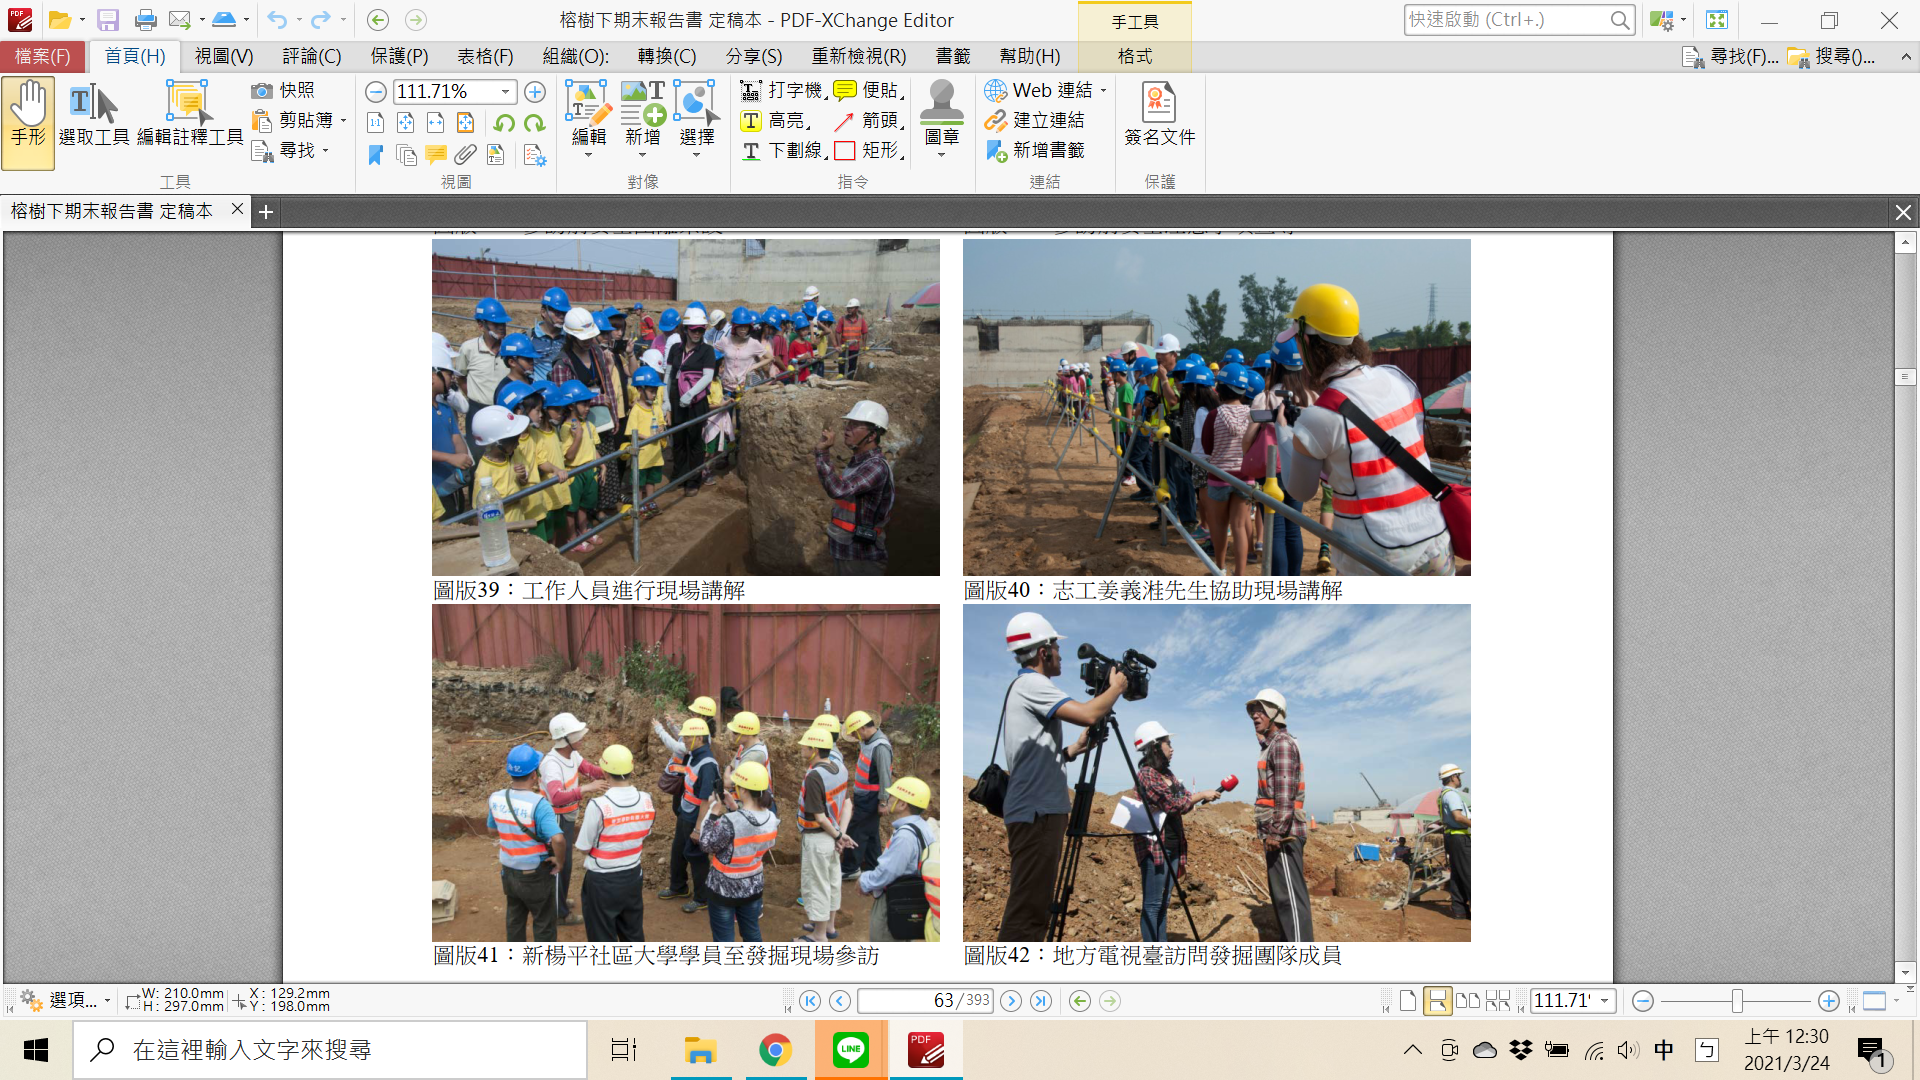 榕樹下期末報告書 定稿本 - PDF-XChange Editor
手工具
快速啟動 (Ctrl+.)
檔案(F)
首頁(H)
視圖(V)
評論(C)
保護(P)
表格(F)
組織(O):
轉換(C)
分享(S)
重新檢視(R)
書籤
幫助(H)
格式
尋找(F)...
搜尋()...
手形
選取工具
編輯註釋工具
快照
剪貼簿
尋找
工具
111.71%
視圖
編輯
新增
選擇
對像
打字機
高亮
下劃線
便貼
箭頭
矩形
圖章
指令
Web 連結
建立連結
新增書籤
連結
簽名文件
保護
榕樹下期末報告書 定稿本
圖版39：工作人員進行現場講解
圖版40：志工姜義溎先生協助現場講解
圖版41：新楊平社區大學學員至發掘現場參訪
圖版42：地方電視臺訪問發掘團隊成員
選項...
W: 210.0mm
H: 297.0mm
X: 129.2mm
Y: 198.0mm
63/393
111.71
在這裡輸入文字來搜尋
LINE
PDF
中
ㄅ
上午 12:30
2021/3/24
1